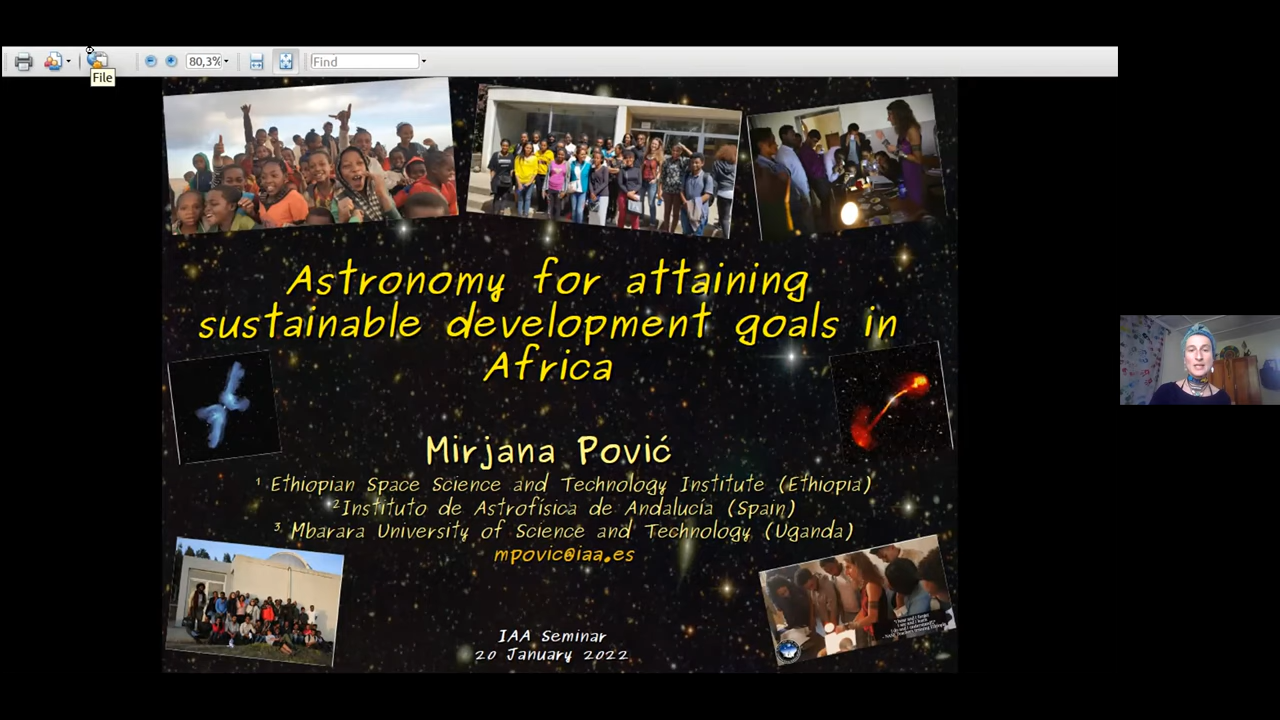 80,3%
Find
File
Astronomy for attaining
sustainable development goals in
Africa
Mirjana Pović
¹ Ethiopian Space Science and Technology Institute (Ethiopia)
²Instituto de Astrofísica de Andalucía (Spain)
³ Mbarara University of Science and Technology (Uganda)
mpovic@iaa.es
IAA Seminar
20 January 2022